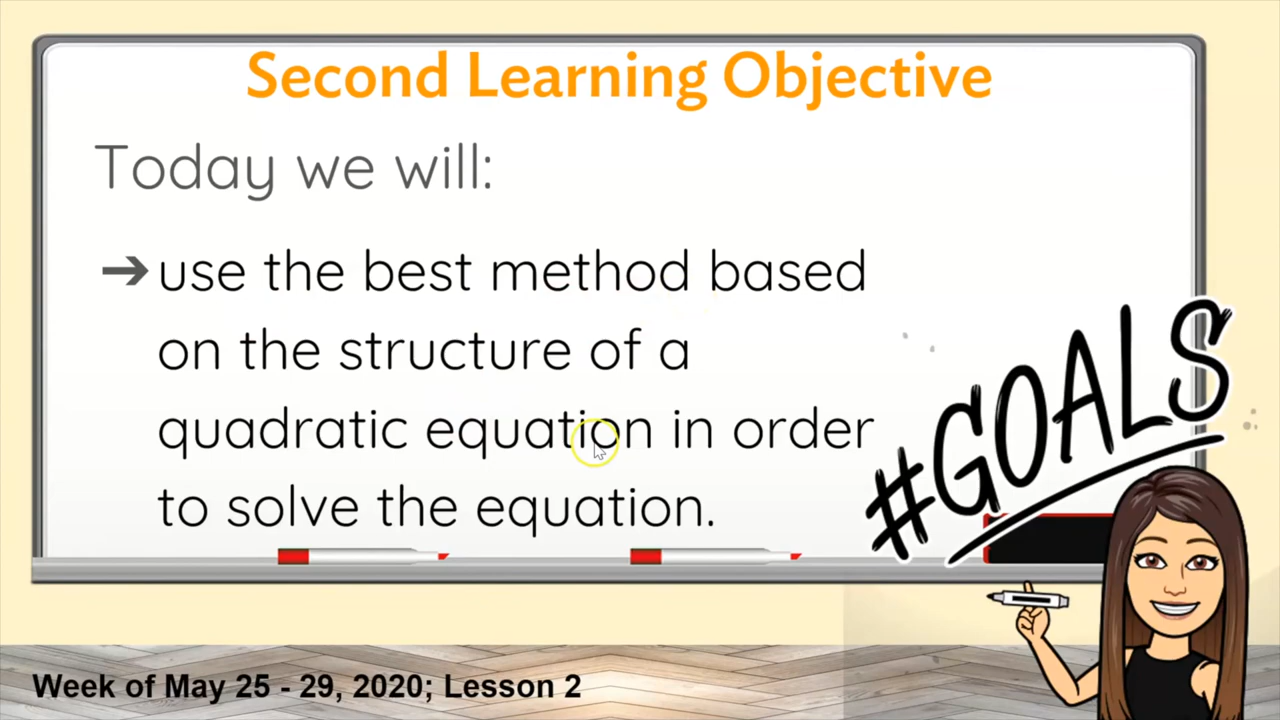 Second Learning Objective
Today we will:
➔ use the best method based
on the structure of a
quadratic equation in order
to solve the equation.
#GOALS
Week of May 25 - 29, 2020; Lesson 2